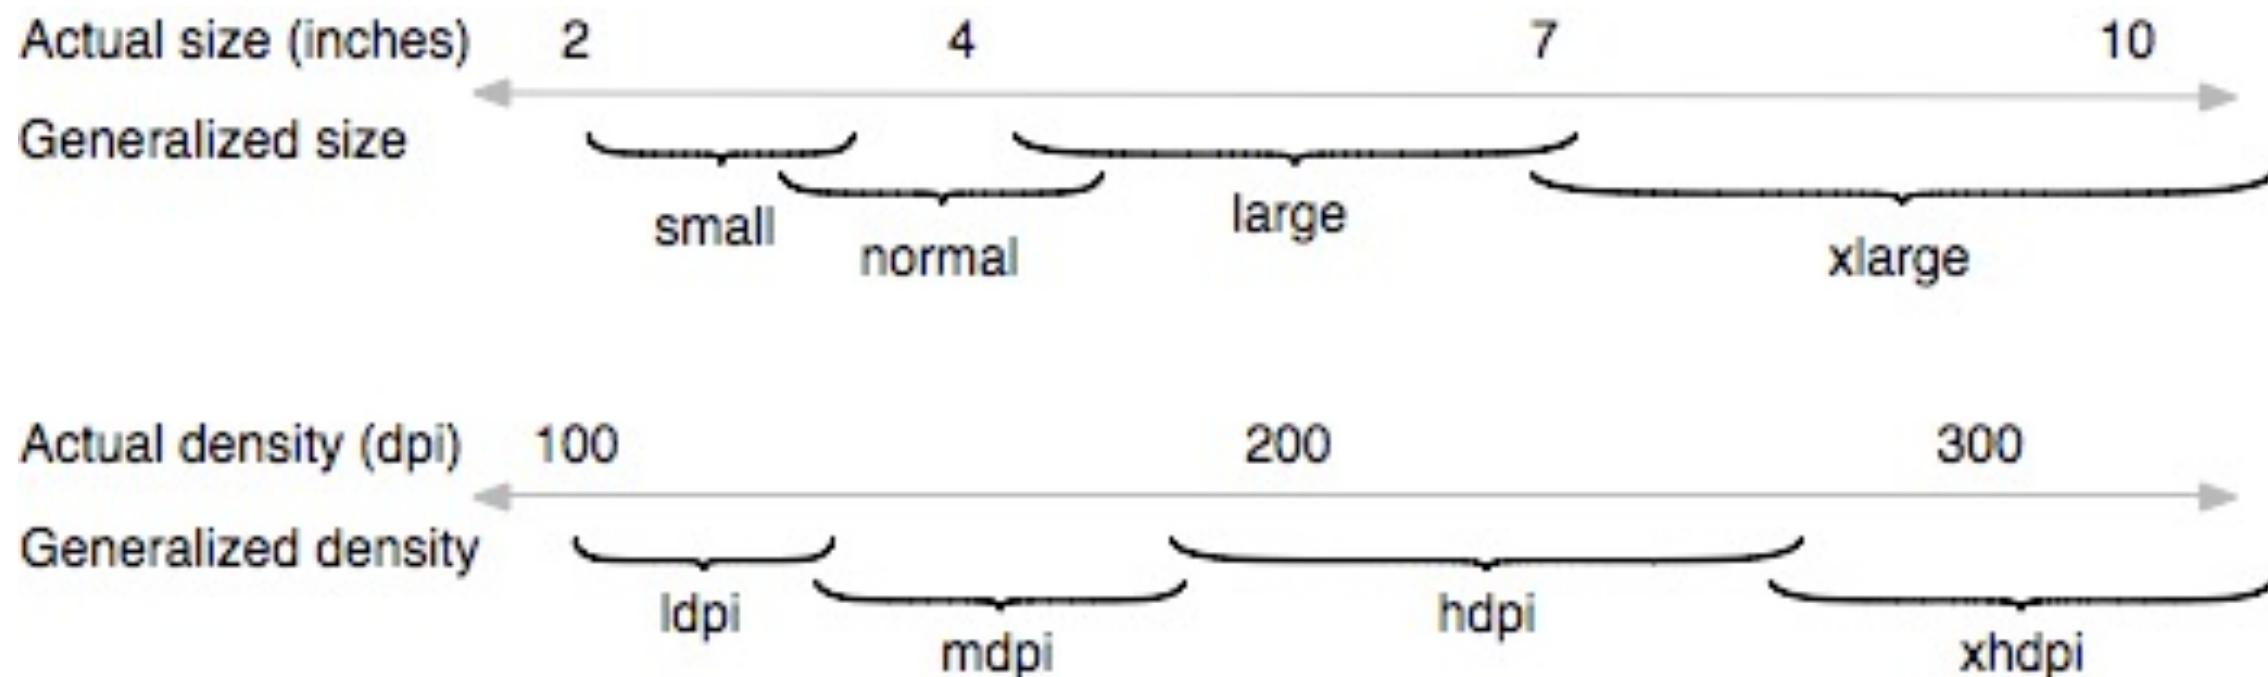 Actual size (inches) 2 4 7 10
Generalized size
small normal large xlarge
Actual density (dpi) 100 200 300
Generalized density
ldpi mdpi hdpi xhdpi